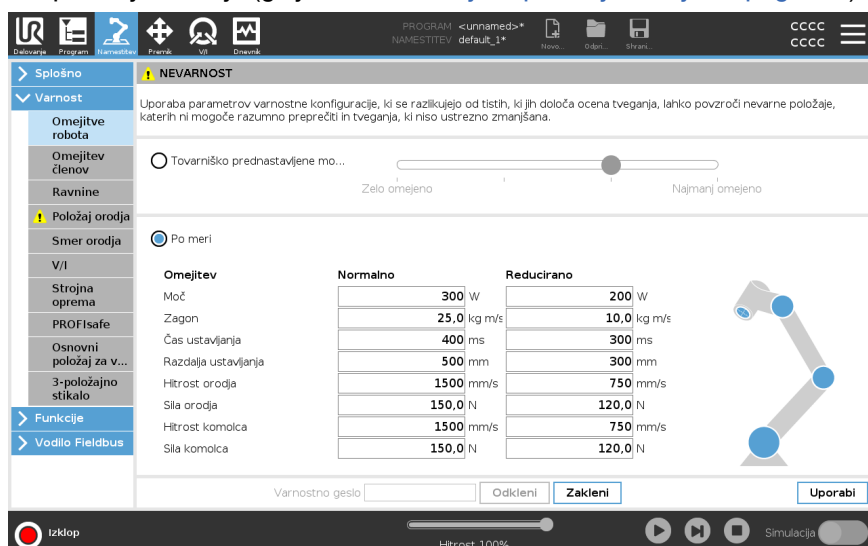 PROGRAM <unnamed>*
NAMESTITEV default_1*
UR
Delovanje Program Namestitev Premik V/I Dnevnik
Novo... Odpri... Shrani...
cccc
cccc
Splošno
Varnost
Omejitve robota
Omejitev členov
Ravnine
Položaj orodja
Smer orodja
V/I
Strojna oprema
PROFIsafe
Osnovni položaj za v...
3-položajno stikalo
Funkcije
Vodilo Fieldbus
NEVARNOST
Uporaba parametrov varnostne konfiguracije, ki se razlikujejo od tistih, ki jih določa ocena tveganja, lahko povzroči nevarne položaje,
katerih ni mogoče razumno preprečiti in tveganja, ki niso ustrezno zmanjšana.
Tovarniško prednastavljene mo...
Zelo omejeno Najmanj omejeno
Po meri
Omejitev Normalno Reducirano
Moč 300 W 200 W
Zagon 25,0 kg m/s 10,0 kg m/s
Čas ustavljanja 400 ms 300 ms
Razdalja ustavljanja 500 mm 300 mm
Hitrost orodja 1500 mm/s 750 mm/s
Sila orodja 150,0 N 120,0 N
Hitrost komolca 1500 mm/s 750 mm/s
Sila komolca 150,0 N 120,0 N
Varnostno geslo Odkleni Zakleni Uporabi
Izklop
Hitrost 100%
Simulacija